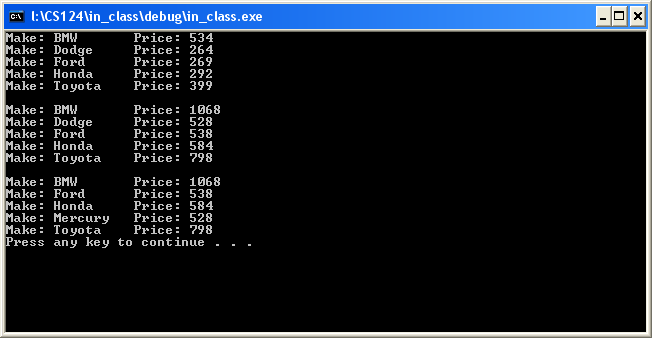 I:\CS124\in_class\debug\in_class.exe
Make: BMW       Price: 534
Make: Dodge     Price: 264
Make: Ford      Price: 269
Make: Honda     Price: 292
Make: Toyota    Price: 399

Make: BMW       Price: 1068
Make: Dodge     Price: 528
Make: Ford      Price: 538
Make: Honda     Price: 584
Make: Toyota    Price: 798

Make: BMW       Price: 1068
Make: Ford      Price: 538
Make: Honda     Price: 584
Make: Mercury   Price: 528
Make: Toyota    Price: 798
Press any key to continue . . .